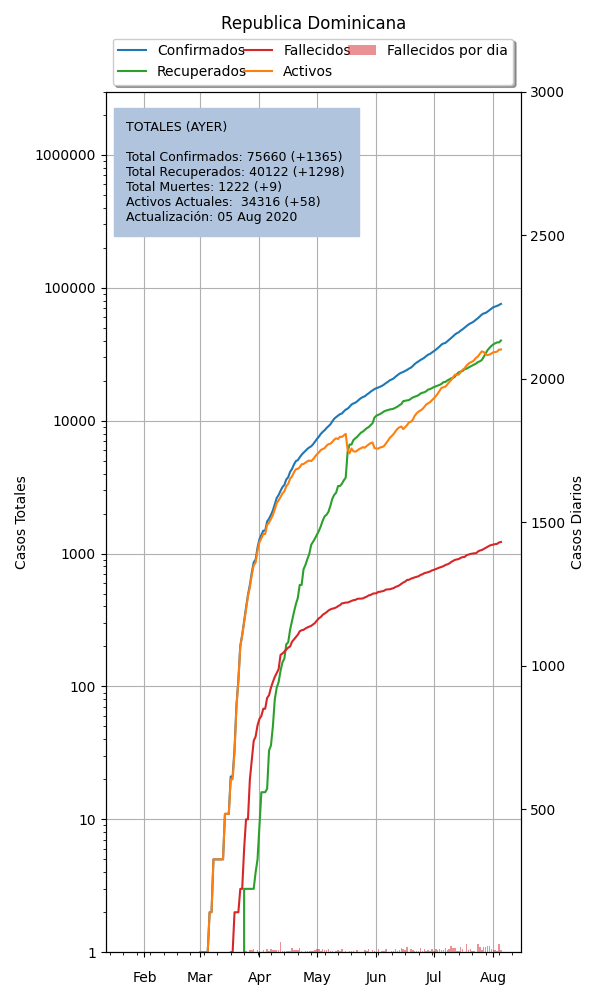 Republica Dominicana
Confirmados Fallecidos Fallecidos por dia
Recuperados Activos
TOTALES (AYER)
Total Confirmados: 75660 (+1365)
Total Recuperados: 40122 (+1298)
Total Muertes: 1222 (+9)
Activos Actuales:  34316 (+58)
Actualización: 05 Aug 2020
Casos Totales
1000000
100000
10000
1000
100
10
1
3000
2500
2000
1500
1000
500
Casos Diarios
Feb Mar Apr May Jun Jul Aug